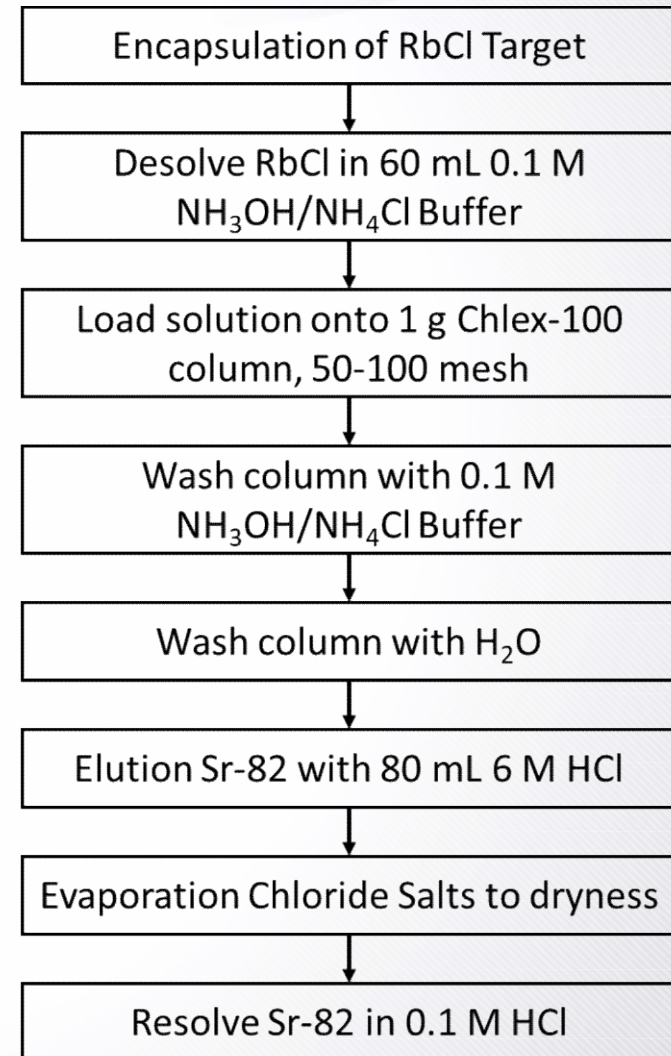 Encapsulation of RbCl Target
Desolve RbCl in 60 mL 0.1 M
NH₃OH/NH₄Cl Buffer
Load solution onto 1 g Chlex-100
column, 50-100 mesh
Wash column with 0.1 M
NH₃OH/NH₄Cl Buffer
Wash column with H₂O
Elution Sr-82 with 80 mL 6 M HCl
Evaporation Chloride Salts to dryness
Resolve Sr-82 in 0.1 M HCl